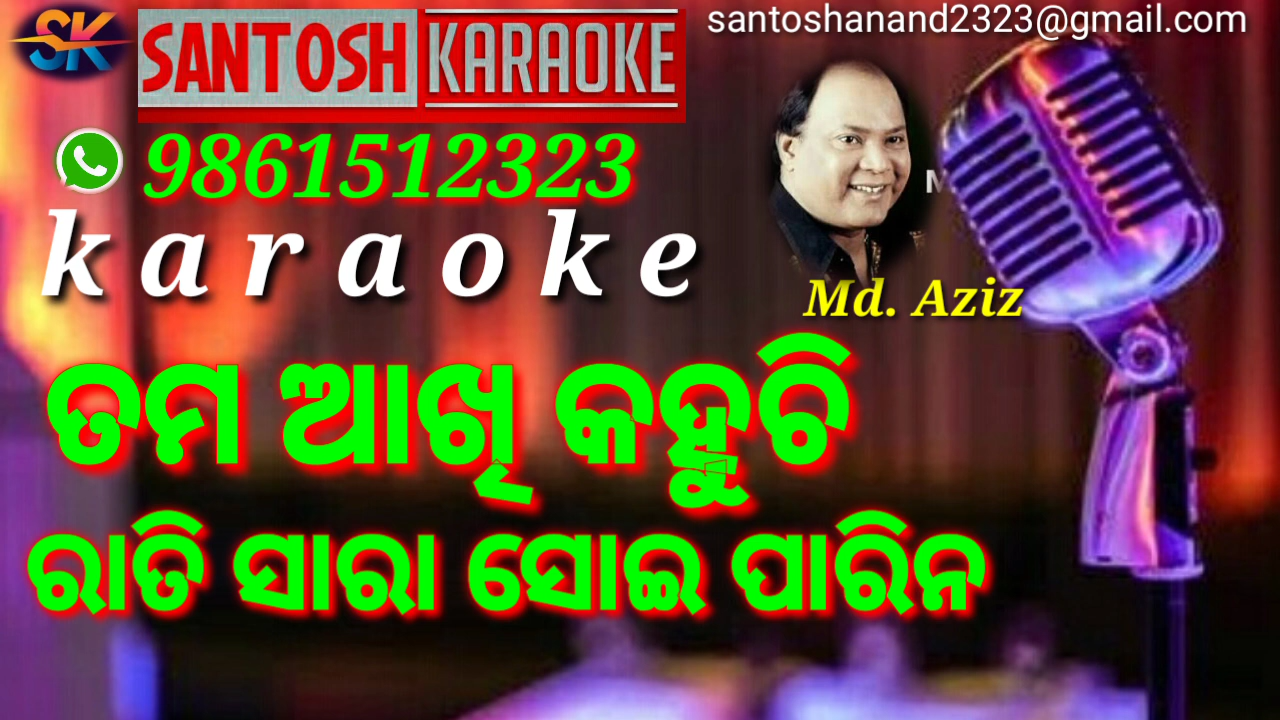 SK SANTOSH KARAOKE
santoshanand2323@gmail.com
9861512323
karaoke
M
Md. Aziz
ତମ ଆଖି କହୁଚି
ରାତି ସାରା ସୋଇ ପାରିନ